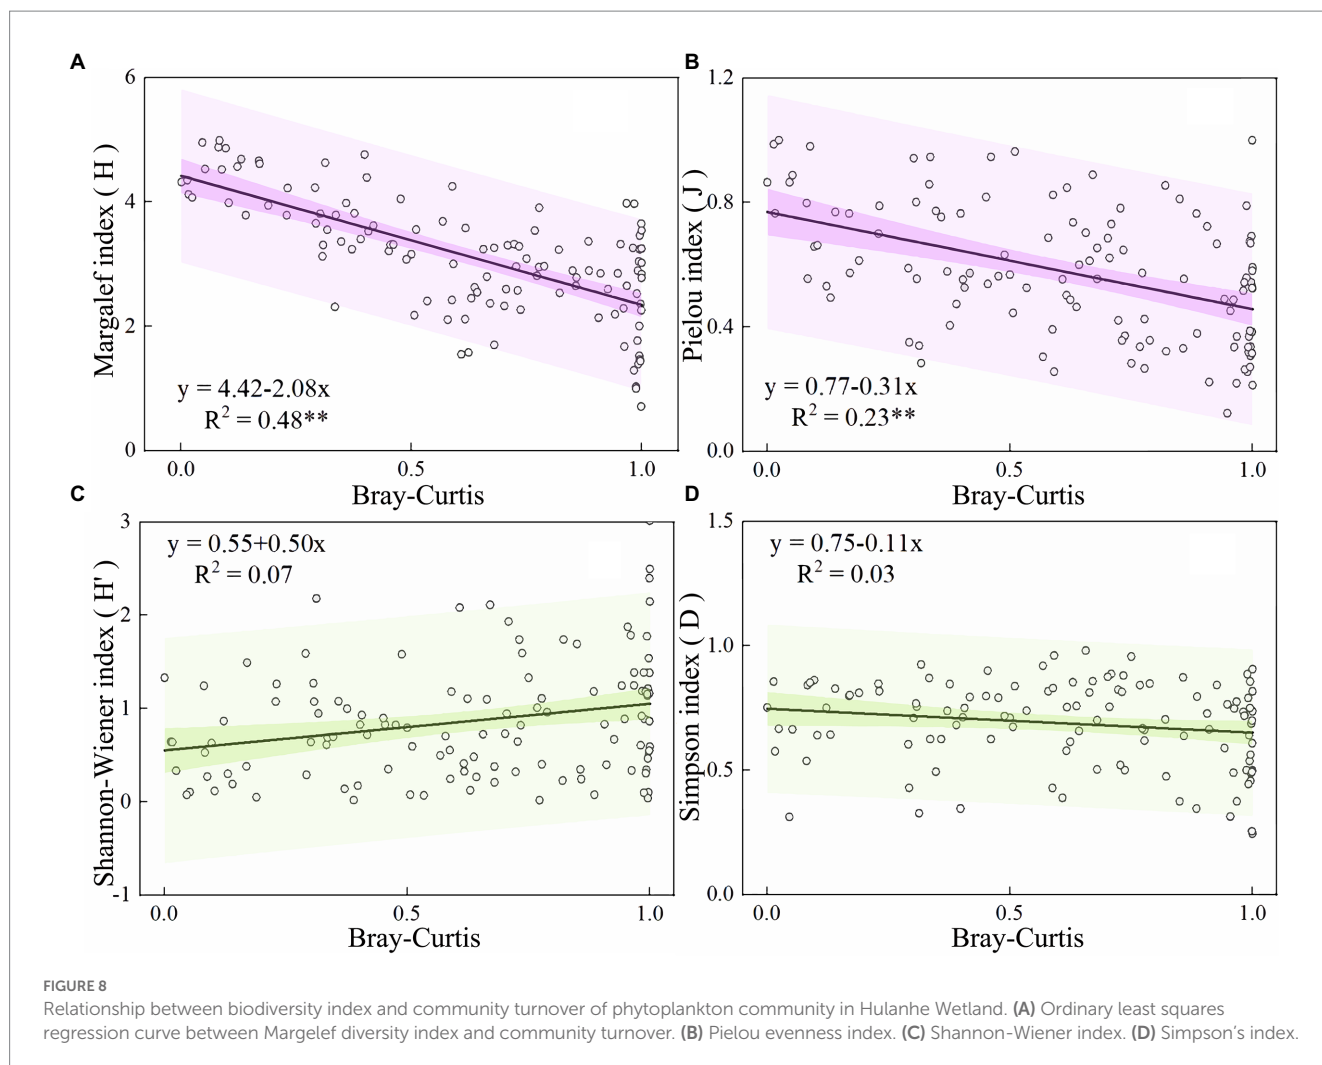 A
6
4
2
0
Margalef index ( H )
y = 4.42-2.08x
R² = 0.48**
0.0 0.5 1.0
Bray-Curtis
B
1.2
0.8
0.4
0.0
Pielou index ( J )
y = 0.77-0.31x
R² = 0.23**
0.0 0.5 1.0
Bray-Curtis
C
3
2
1
0
-1
Shannon-Wiener index ( H' )
y = 0.55+0.50x
R² = 0.07
0.0 0.5 1.0
Bray-Curtis
D
1.5
1.0
0.5
0.0
Simpson index ( D )
y = 0.75-0.11x
R² = 0.03
0.0 0.5 1.0
Bray-Curtis
FIGURE 8
Relationship between biodiversity index and community turnover of phytoplankton community in Hulanhe Wetland. (A) Ordinary least squares
regression curve between Margelef diversity index and community turnover. (B) Pielou evenness index. (C) Shannon-Wiener index. (D) Simpson's index.